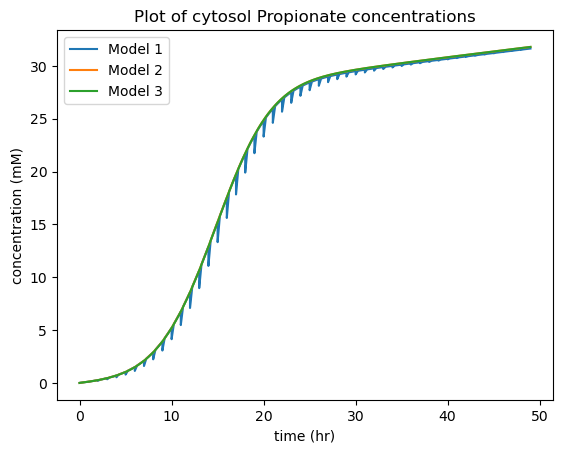 Plot of cytosol Propionate concentrations
Model 1
Model 2
Model 3
concentration (mM)
30
25
20
15
10
5
0
0 10 20 30 40 50
time (hr)